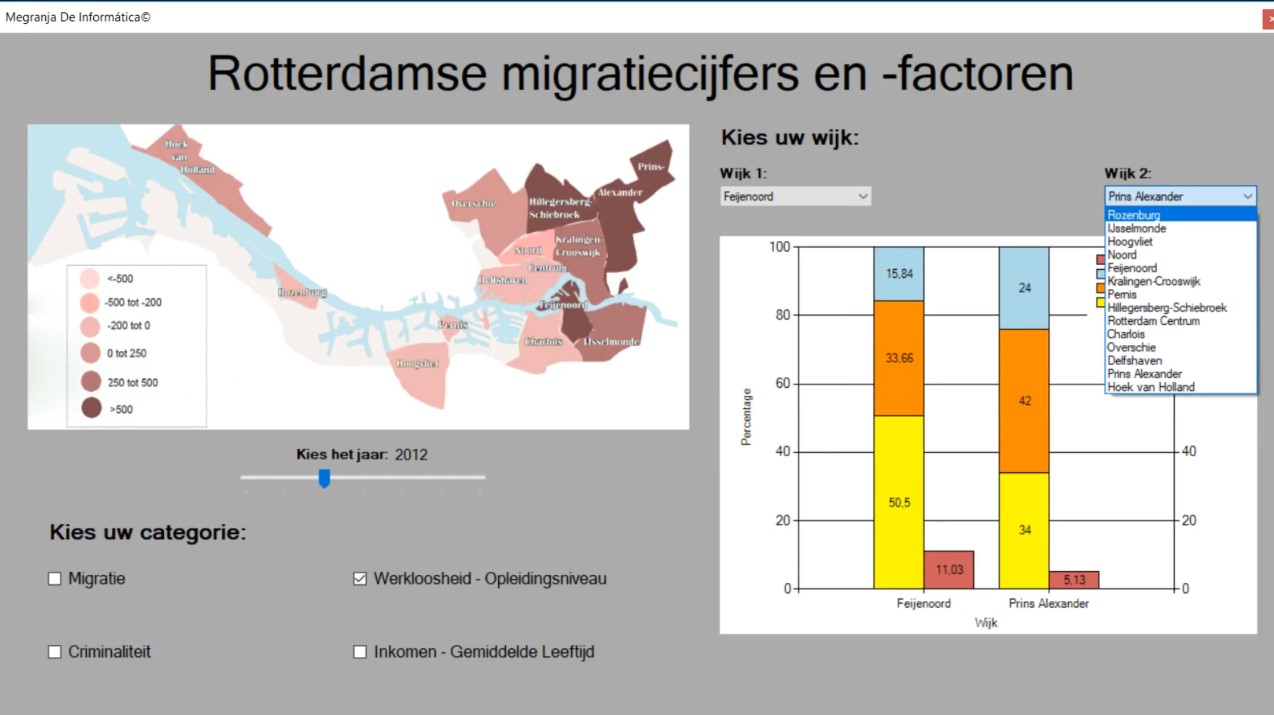 Megranja De Informática©
Rotterdamse migratiecijfers en -factoren
Hoek
van
Holland
Rozenburg
Hoogvliet
Pernis
Overschie
Hillegersberg-
Schiebroek
Prins-
Alexander
Noord
Kralingen-
Crooswijk
Centrum
Delfshaven
Feijenoord
Charlois
IJsselmonde
<-500
-500 tot -200
-200 tot 0
0 tot 250
250 tot 500
>500
Kies het jaar: 2012
Kies uw categorie:
Migratie
Werkloosheid - Opleidingsniveau
Criminaliteit
Inkomen - Gemiddelde Leeftijd
Kies uw wijk:
Wijk 1:
Feijenoord
Wijk 2:
Prins Alexander
Rozenburg
IJsselmonde
Hoogvliet
Noord
Feijenoord
Kralingen-Crooswijk
Pernis
Hillegersberg-Schiebroek
Rotterdam Centrum
Charlois
Overschie
Delfshaven
Prins Alexander
Hoek van Holland
Percentage
100
80
60
40
20
0
15,84
33,66
50,5
11,03
24
42
34
5,13
40
20
0
Feijenoord
Prins Alexander
Wijk